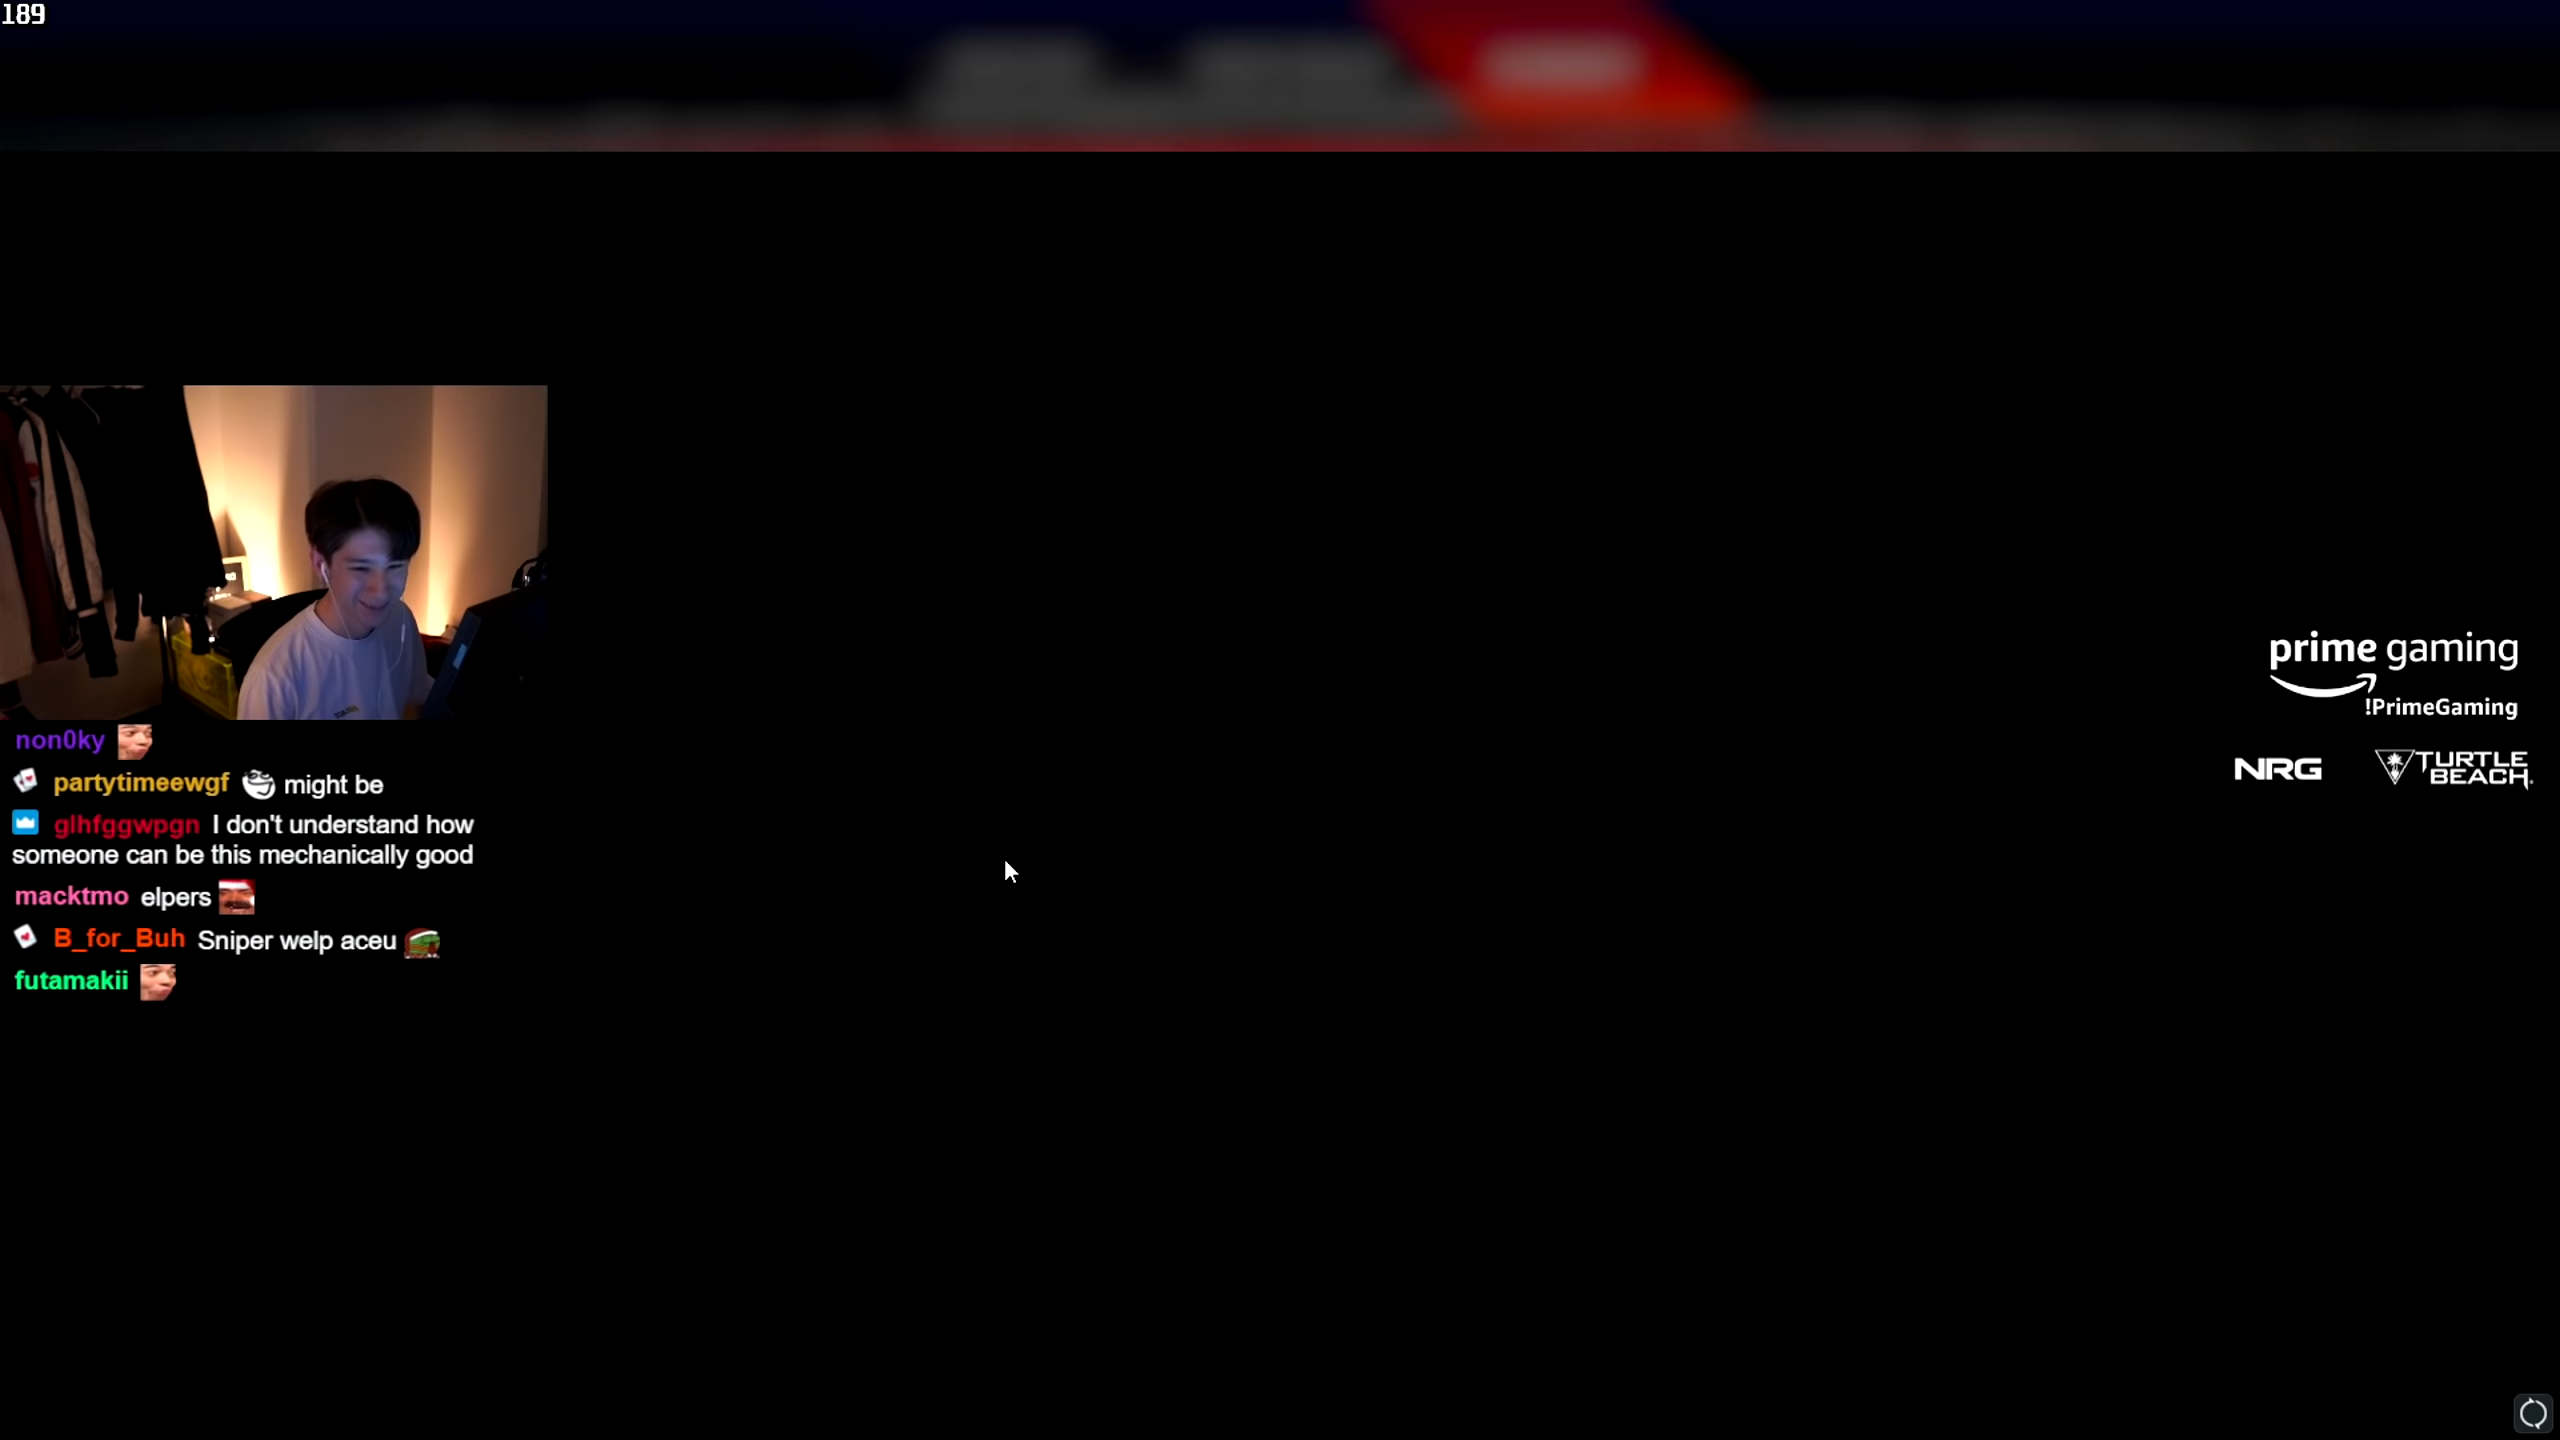 189
non0ky
partytimeewgf might be
glhfggwpgn I don't understand how
someone can be this mechanically good
macktmo elpers
B_for_Buh Sniper welp aceu
futamakii
prime gaming
!PrimeGaming
NRG TURTLE
BEACH